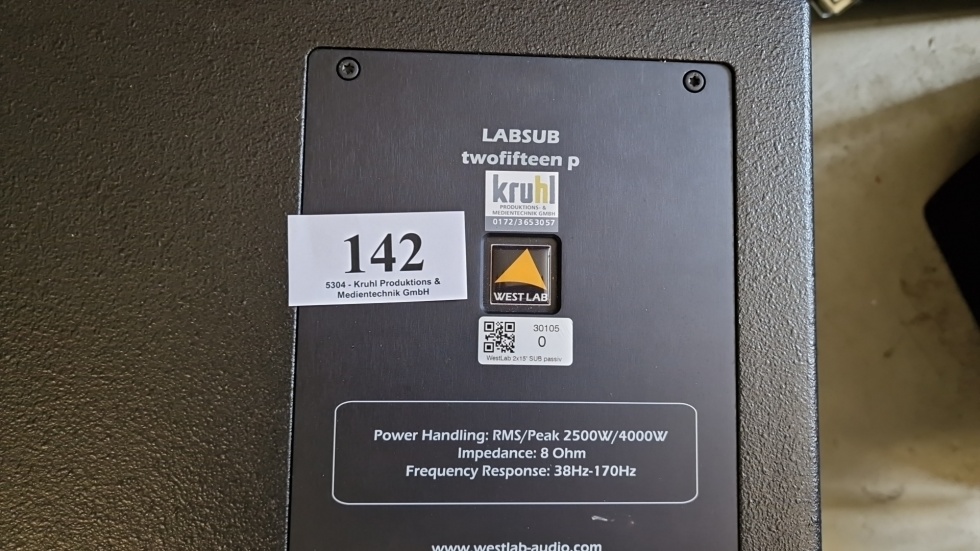 LABSUB
twofifteen p
kruhl
PRODUKTIONS- &
MEDIENTECHNIK GMBH
0172/3653057
142
5304 - Kruhl Produktions &
Medientechnik GmbH
WEST LAB
30105
0
WestLab 2x15" SUB passiv
Power Handling: RMS/Peak 2500W/4000W
Impedance: 8 Ohm
Frequency Response: 38Hz-170Hz
www.westlab-audio.com